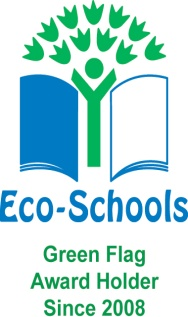 Eco-Schools
Green Flag
Award Holder
Since 2008